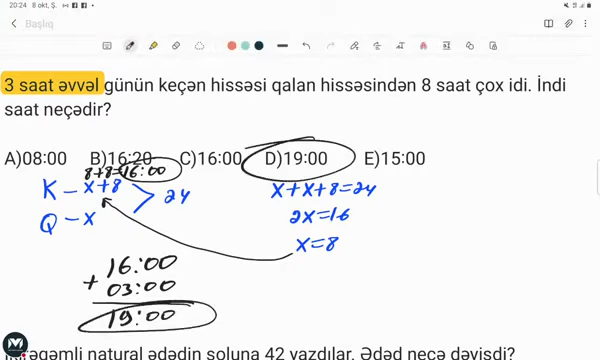 20:24 8 okt, Ş.
Başlıq
3 saat əvvəl günün keçən hissəsi qalan hissəsindən 8 saat çox idi. İndi
saat neçədir?
A)08:00 B)16:20 C)16:00 D)19:00 E)15:00
8+8=16:00
K - x+8
24
Q - x
x+x+8=24
2x=16
x=8
16:00
+ 03:00
19:00
rəqəmli natural ədədin soluna 42 yazdılar. Ədəd necə dəyişdi?